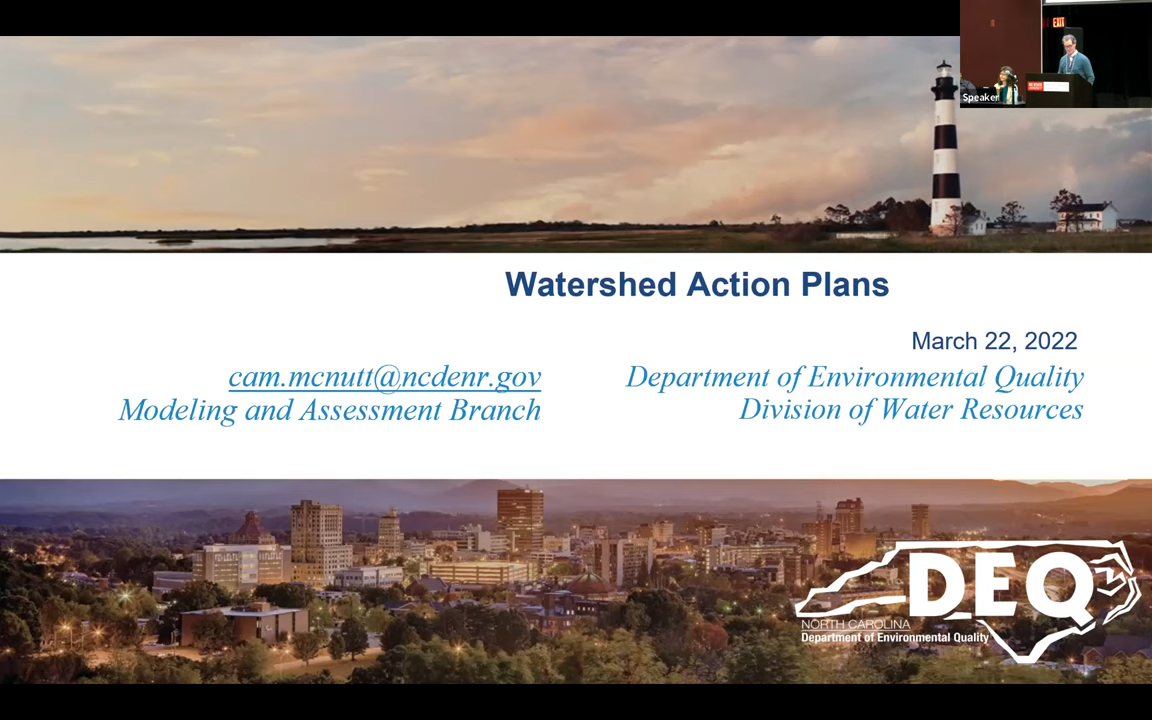 EXIT
Speaker
Watershed Action Plans
March 22, 2022
cam.mcnutt@ncdenr.gov
Modeling and Assessment Branch
Department of Environmental Quality
Division of Water Resources
DEQ
NORTH CAROLINA
Department of Environmental Quality